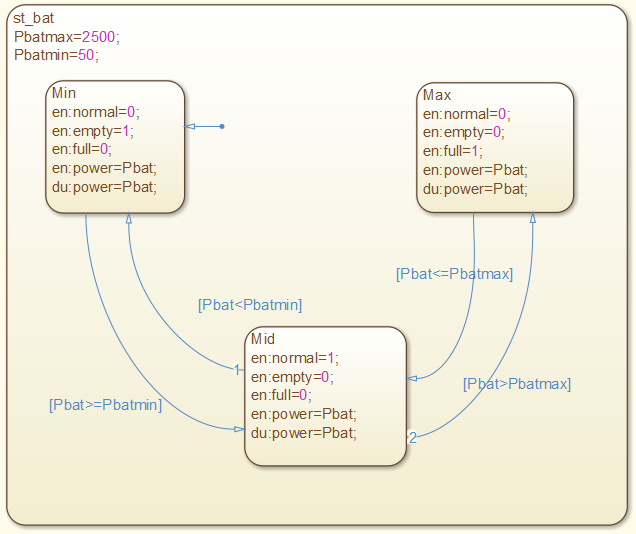 st_bat
Pbatmax=2500;
Pbatmin=50;
Min
en:normal=0;
en:empty=1;
en:full=0;
en:power=Pbat;
du:power=Pbat;
Max
en:normal=0;
en:empty=0;
en:full=1;
en:power=Pbat;
du:power=Pbat;
[Pbat<=Pbatmax]
[Pbat<Pbatmin]
Mid
en:normal=1;
en:empty=0;
en:full=0;
en:power=Pbat;
du:power=Pbat;
1
[Pbat>Pbatmax]
[Pbat>=Pbatmin]
2